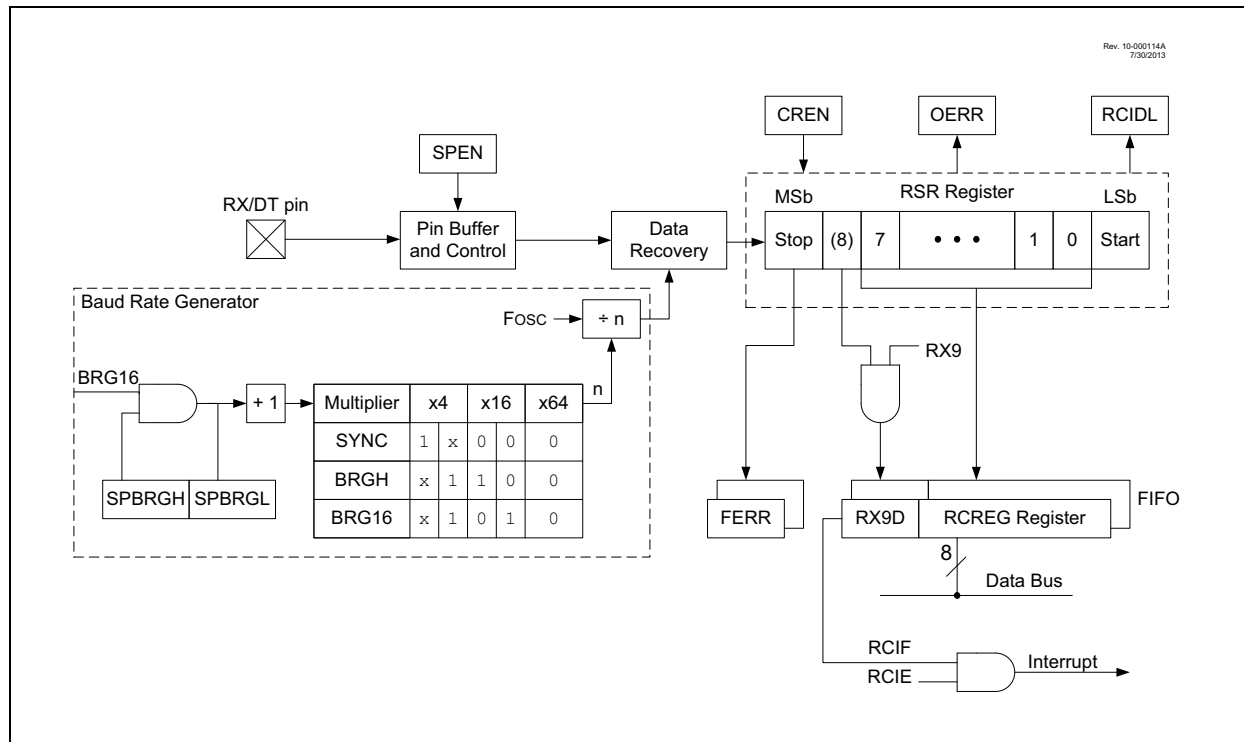 Rev. 10-000114A
7/30/2013
CREN
OERR
RCIDL
SPEN
RSR Register
MSb
LSb
RX/DT pin
Pin Buffer
and Control
Data
Recovery
Stop (8) 7 • • • 1 0 Start
Baud Rate Generator
FOSC
÷ n
RX9
BRG16
n
+ 1
Multiplier x4 x16 x64
SYNC 1 x 0 0 0
BRGH x 1 1 0 0
BRG16 x 1 0 1 0
SPBRGH SPBRGL
FIFO
FERR
RX9D
RCREG Register
8
Data Bus
RCIF
RCIE
Interrupt